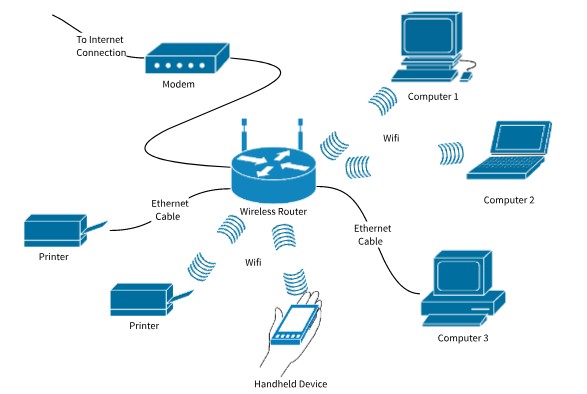 To Internet
Connection
Modem
Computer 1
Wifi
Computer 2
Wireless Router
Ethernet
Cable
Ethernet
Cable
Printer
Wifi
Printer
Computer 3
Handheld Device